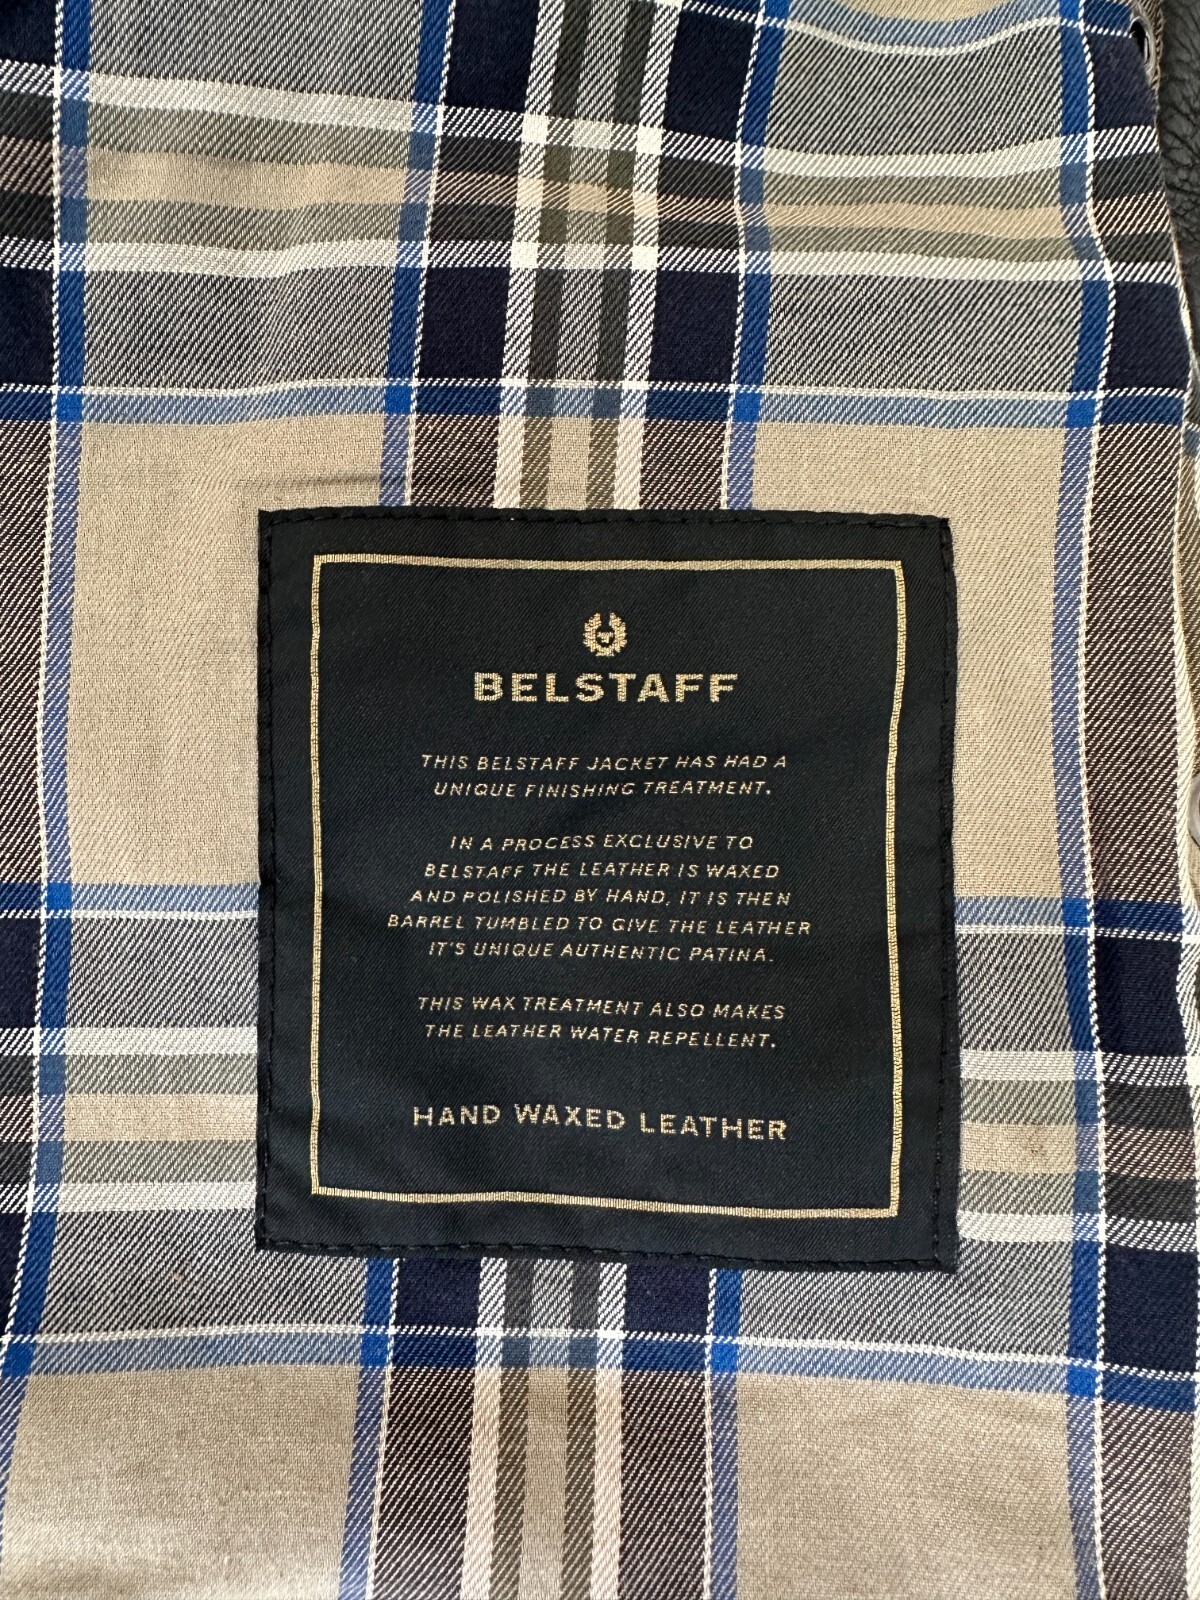 BELSTAFF
THIS BELSTAFF JACKET HAS HAD A
UNIQUE FINISHING TREATMENT.
IN A PROCESS EXCLUSIVE TO
BELSTAFF THE LEATHER IS WAXED
AND POLISHED BY HAND, IT IS THEN
BARREL TUMBLED TO GIVE THE LEATHER
IT'S UNIQUE AUTHENTIC PATINA.
THIS WAX TREATMENT ALSO MAKES
THE LEATHER WATER REPELLENT.
HAND WAXED LEATHER